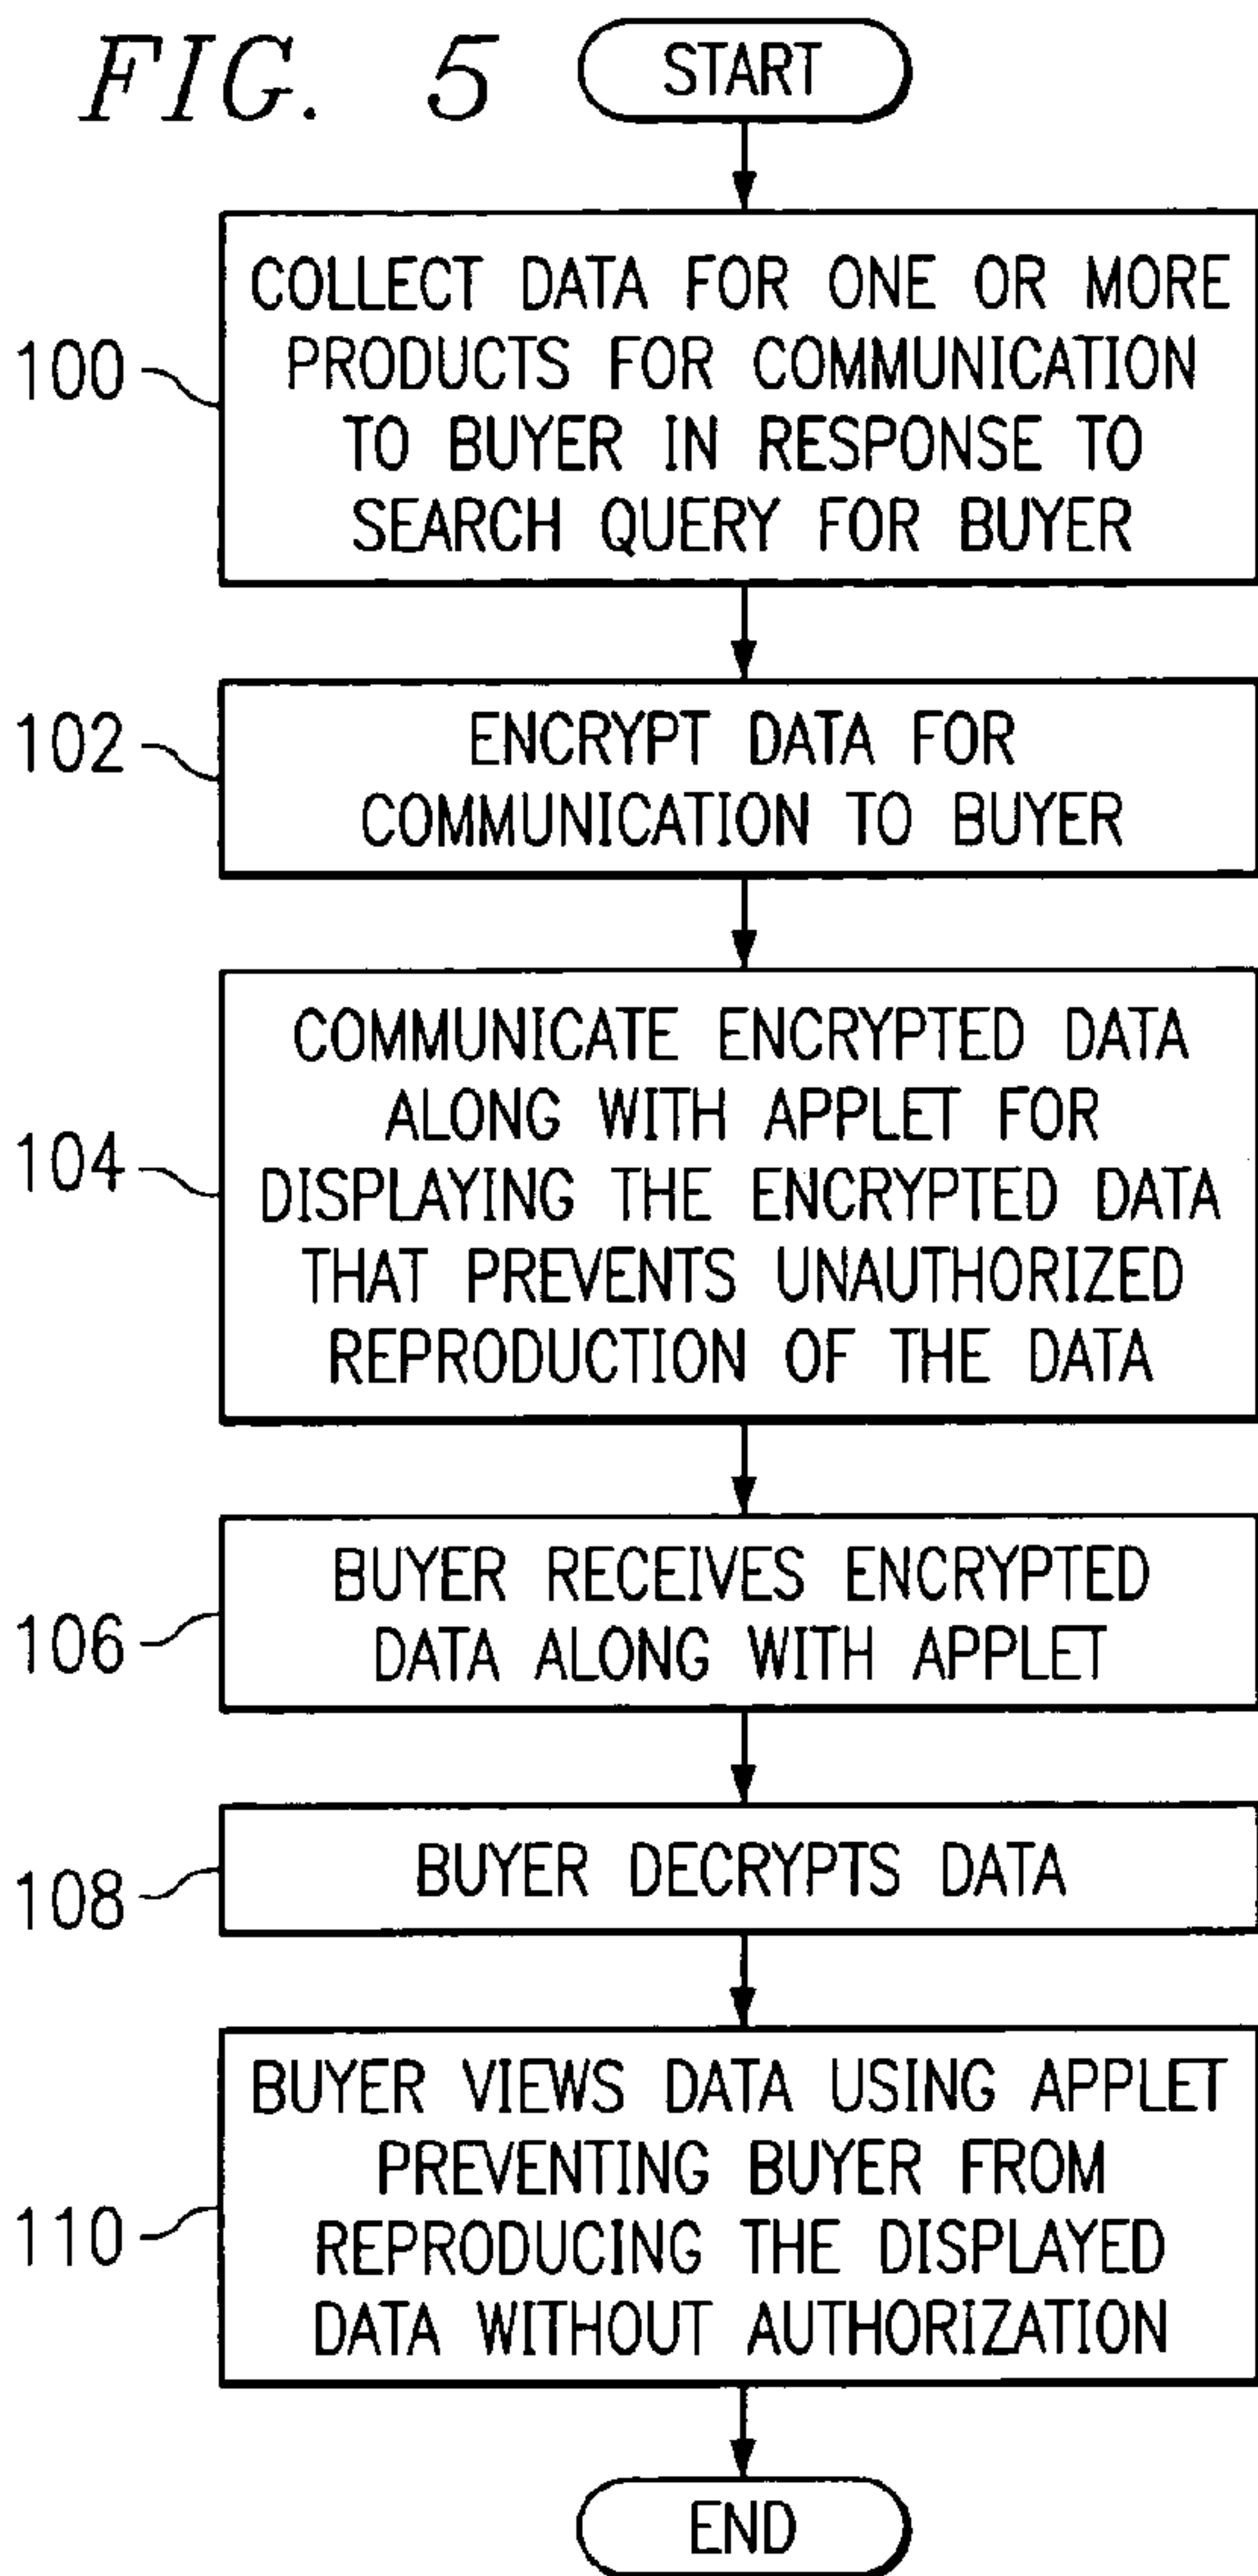 FIG. 5
START
100
COLLECT DATA FOR ONE OR MORE
PRODUCTS FOR COMMUNICATION
TO BUYER IN RESPONSE TO
SEARCH QUERY FOR BUYER
102
ENCRYPT DATA FOR
COMMUNICATION TO BUYER
104
COMMUNICATE ENCRYPTED DATA
ALONG WITH APPLET FOR
DISPLAYING THE ENCRYPTED DATA
THAT PREVENTS UNAUTHORIZED
REPRODUCTION OF THE DATA
106
BUYER RECEIVES ENCRYPTED
DATA ALONG WITH APPLET
108
BUYER DECRYPTS DATA
110
BUYER VIEWS DATA USING APPLET
PREVENTING BUYER FROM
REPRODUCING THE DISPLAYED
DATA WITHOUT AUTHORIZATION
END